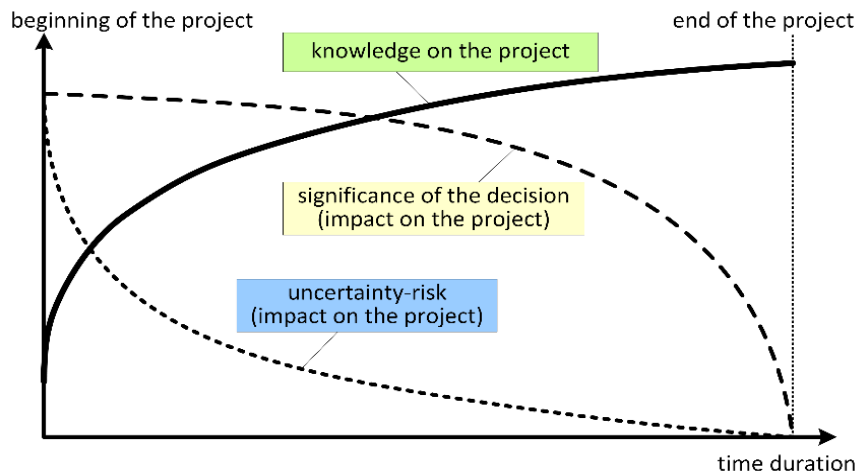 beginning of the project
end of the project
knowledge on the project
significance of the decision
(impact on the project)
uncertainty-risk
(impact on the project)
time duration